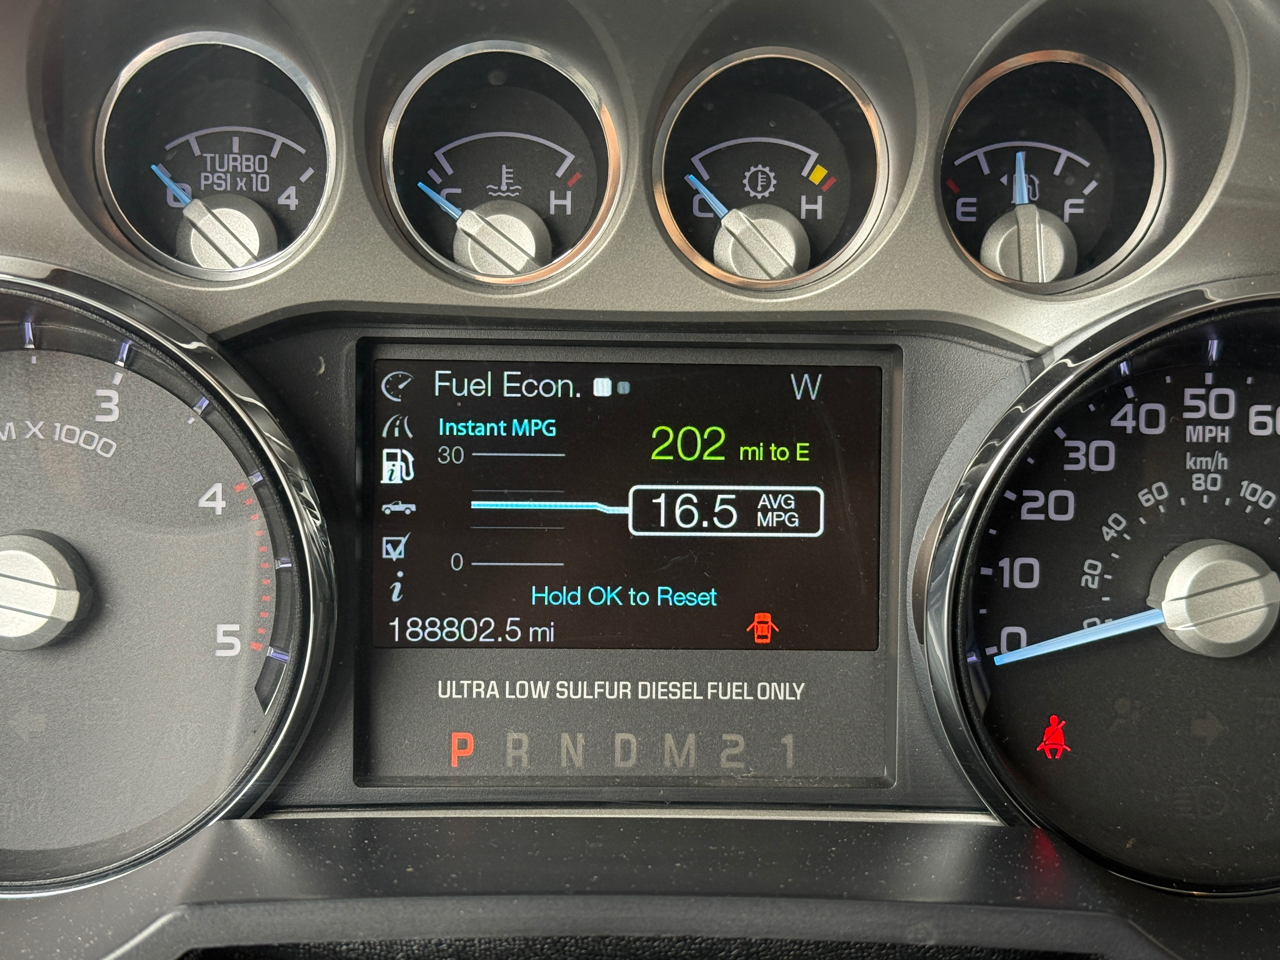 TURBO
PSI x 10
0
4
C
H
C
H
E
F
3
M X 1000
4
5
Fuel Econ.
W
Instant MPG
30
202 mi to E
16.5 AVG MPG
0
Hold OK to Reset
188802.5 mi
ULTRA LOW SULFUR DIESEL FUEL ONLY
P R N D M 2 1
0
10
20
30
40
50
60
MPH
km/h
20
40
60
80
100